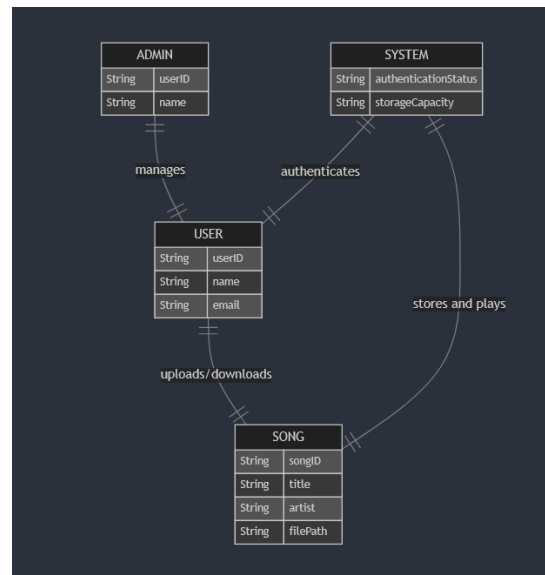 ADMIN
String userID
String name
SYSTEM
String authenticationStatus
String storageCapacity
manages
authenticates
USER
String userID
String name
String email
stores and plays
uploads/downloads
SONG
String songID
String title
String artist
String filePath